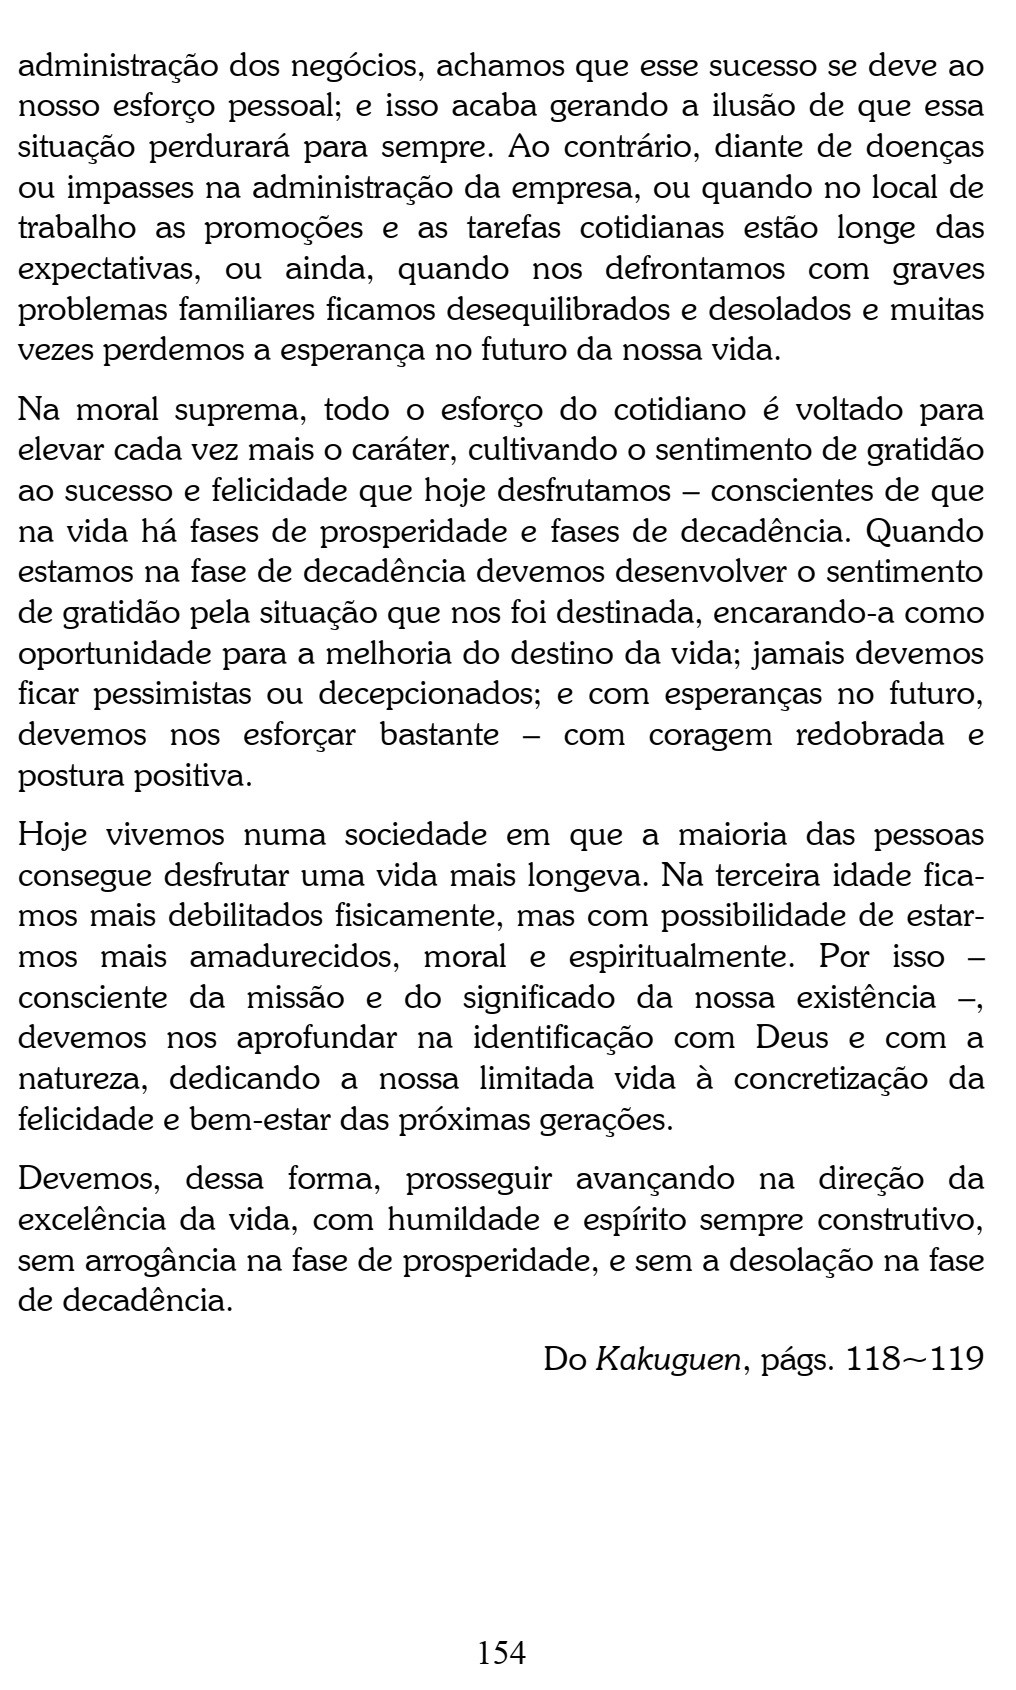 administração dos negócios, achamos que esse sucesso se deve ao
nosso esforço pessoal; e isso acaba gerando a ilusão de que essa
situação perdurará para sempre. Ao contrário, diante de doenças
ou impasses na administração da empresa, ou quando no local de
trabalho as promoções e as tarefas cotidianas estão longe das
expectativas, ou ainda, quando nos defrontamos com graves
problemas familiares ficamos desequilibrados e desolados e muitas
vezes perdemos a esperança no futuro da nossa vida.
Na moral suprema, todo o esforço do cotidiano é voltado para
elevar cada vez mais o caráter, cultivando o sentimento de gratidão
ao sucesso e felicidade que hoje desfrutamos – conscientes de que
na vida há fases de prosperidade e fases de decadência. Quando
estamos na fase de decadência devemos desenvolver o sentimento
de gratidão pela situação que nos foi destinada, encarando-a como
oportunidade para a melhoria do destino da vida; jamais devemos
ficar pessimistas ou decepcionados; e com esperanças no futuro,
devemos nos esforçar bastante – com coragem redobrada e
postura positiva.
Hoje vivemos numa sociedade em que a maioria das pessoas
consegue desfrutar uma vida mais longeva. Na terceira idade fica-
mos mais debilitados fisicamente, mas com possibilidade de estar-
mos mais amadurecidos, moral e espiritualmente. Por isso –
consciente da missão e do significado da nossa existência –,
devemos nos aprofundar na identificação com Deus e com a
natureza, dedicando a nossa limitada vida à concretização da
felicidade e bem-estar das próximas gerações.
Devemos, dessa forma, prosseguir avançando na direção da
excelência da vida, com humildade e espírito sempre construtivo,
sem arrogância na fase de prosperidade, e sem a desolação na fase
de decadência.
Do Kakuguen, págs. 118~119
154